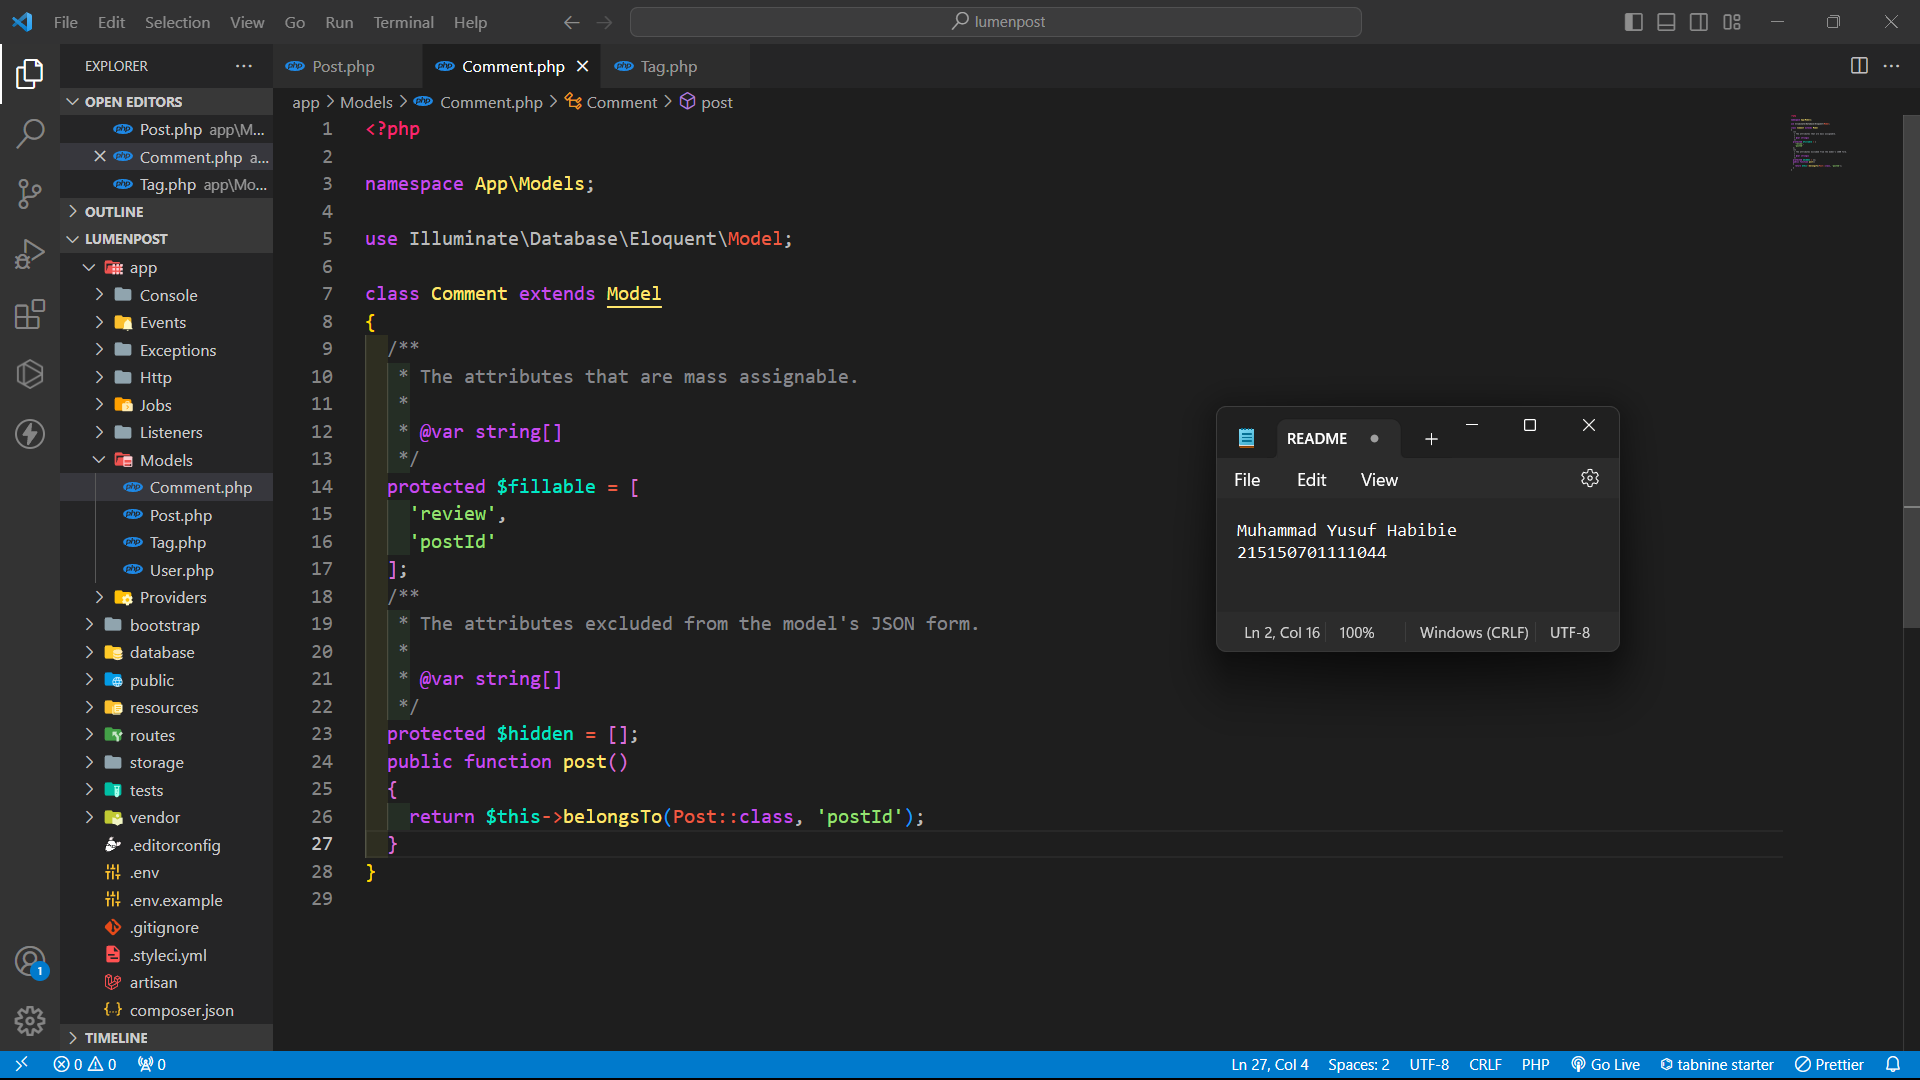 File Edit Selection View Go Run Terminal Help lumenpost
EXPLORER
Post.php Comment.php Tag.php
OPEN EDITORS
Post.php app\M...
Comment.php a...
Tag.php app\Mo...
OUTLINE
LUMENPOST
app
Console
Events
Exceptions
Http
Jobs
Listeners
Models
Comment.php
Post.php
Tag.php
User.php
Providers
bootstrap
database
public
resources
routes
storage
tests
vendor
.editorconfig
.env
.env.example
.gitignore
.styleci.yml
artisan
composer.json
TIMELINE
app > Models > Comment.php > Comment > post
1 <?php
2
3 namespace App\Models;
4
5 use Illuminate\Database\Eloquent\Model;
6
7 class Comment extends Model
8 {
9 /**
10 * The attributes that are mass assignable.
11 *
12 * @var string[]
13 */
14 protected $fillable = [
15 'review',
16 'postId'
17 ];
18 /**
19 * The attributes excluded from the model's JSON form.
20 *
21 * @var string[]
22 */
23 protected $hidden = [];
24 public function post()
25 {
26 return $this->belongsTo(Post::class, 'postId');
27 }
28 }
29
README
File Edit View
Muhammad Yusuf Habibie
215150701111044
Ln 2, Col 16 100% Windows (CRLF) UTF-8
1
0 0 0 Ln 27, Col 4 Spaces: 2 UTF-8 CRLF PHP Go Live tabnine starter Prettier